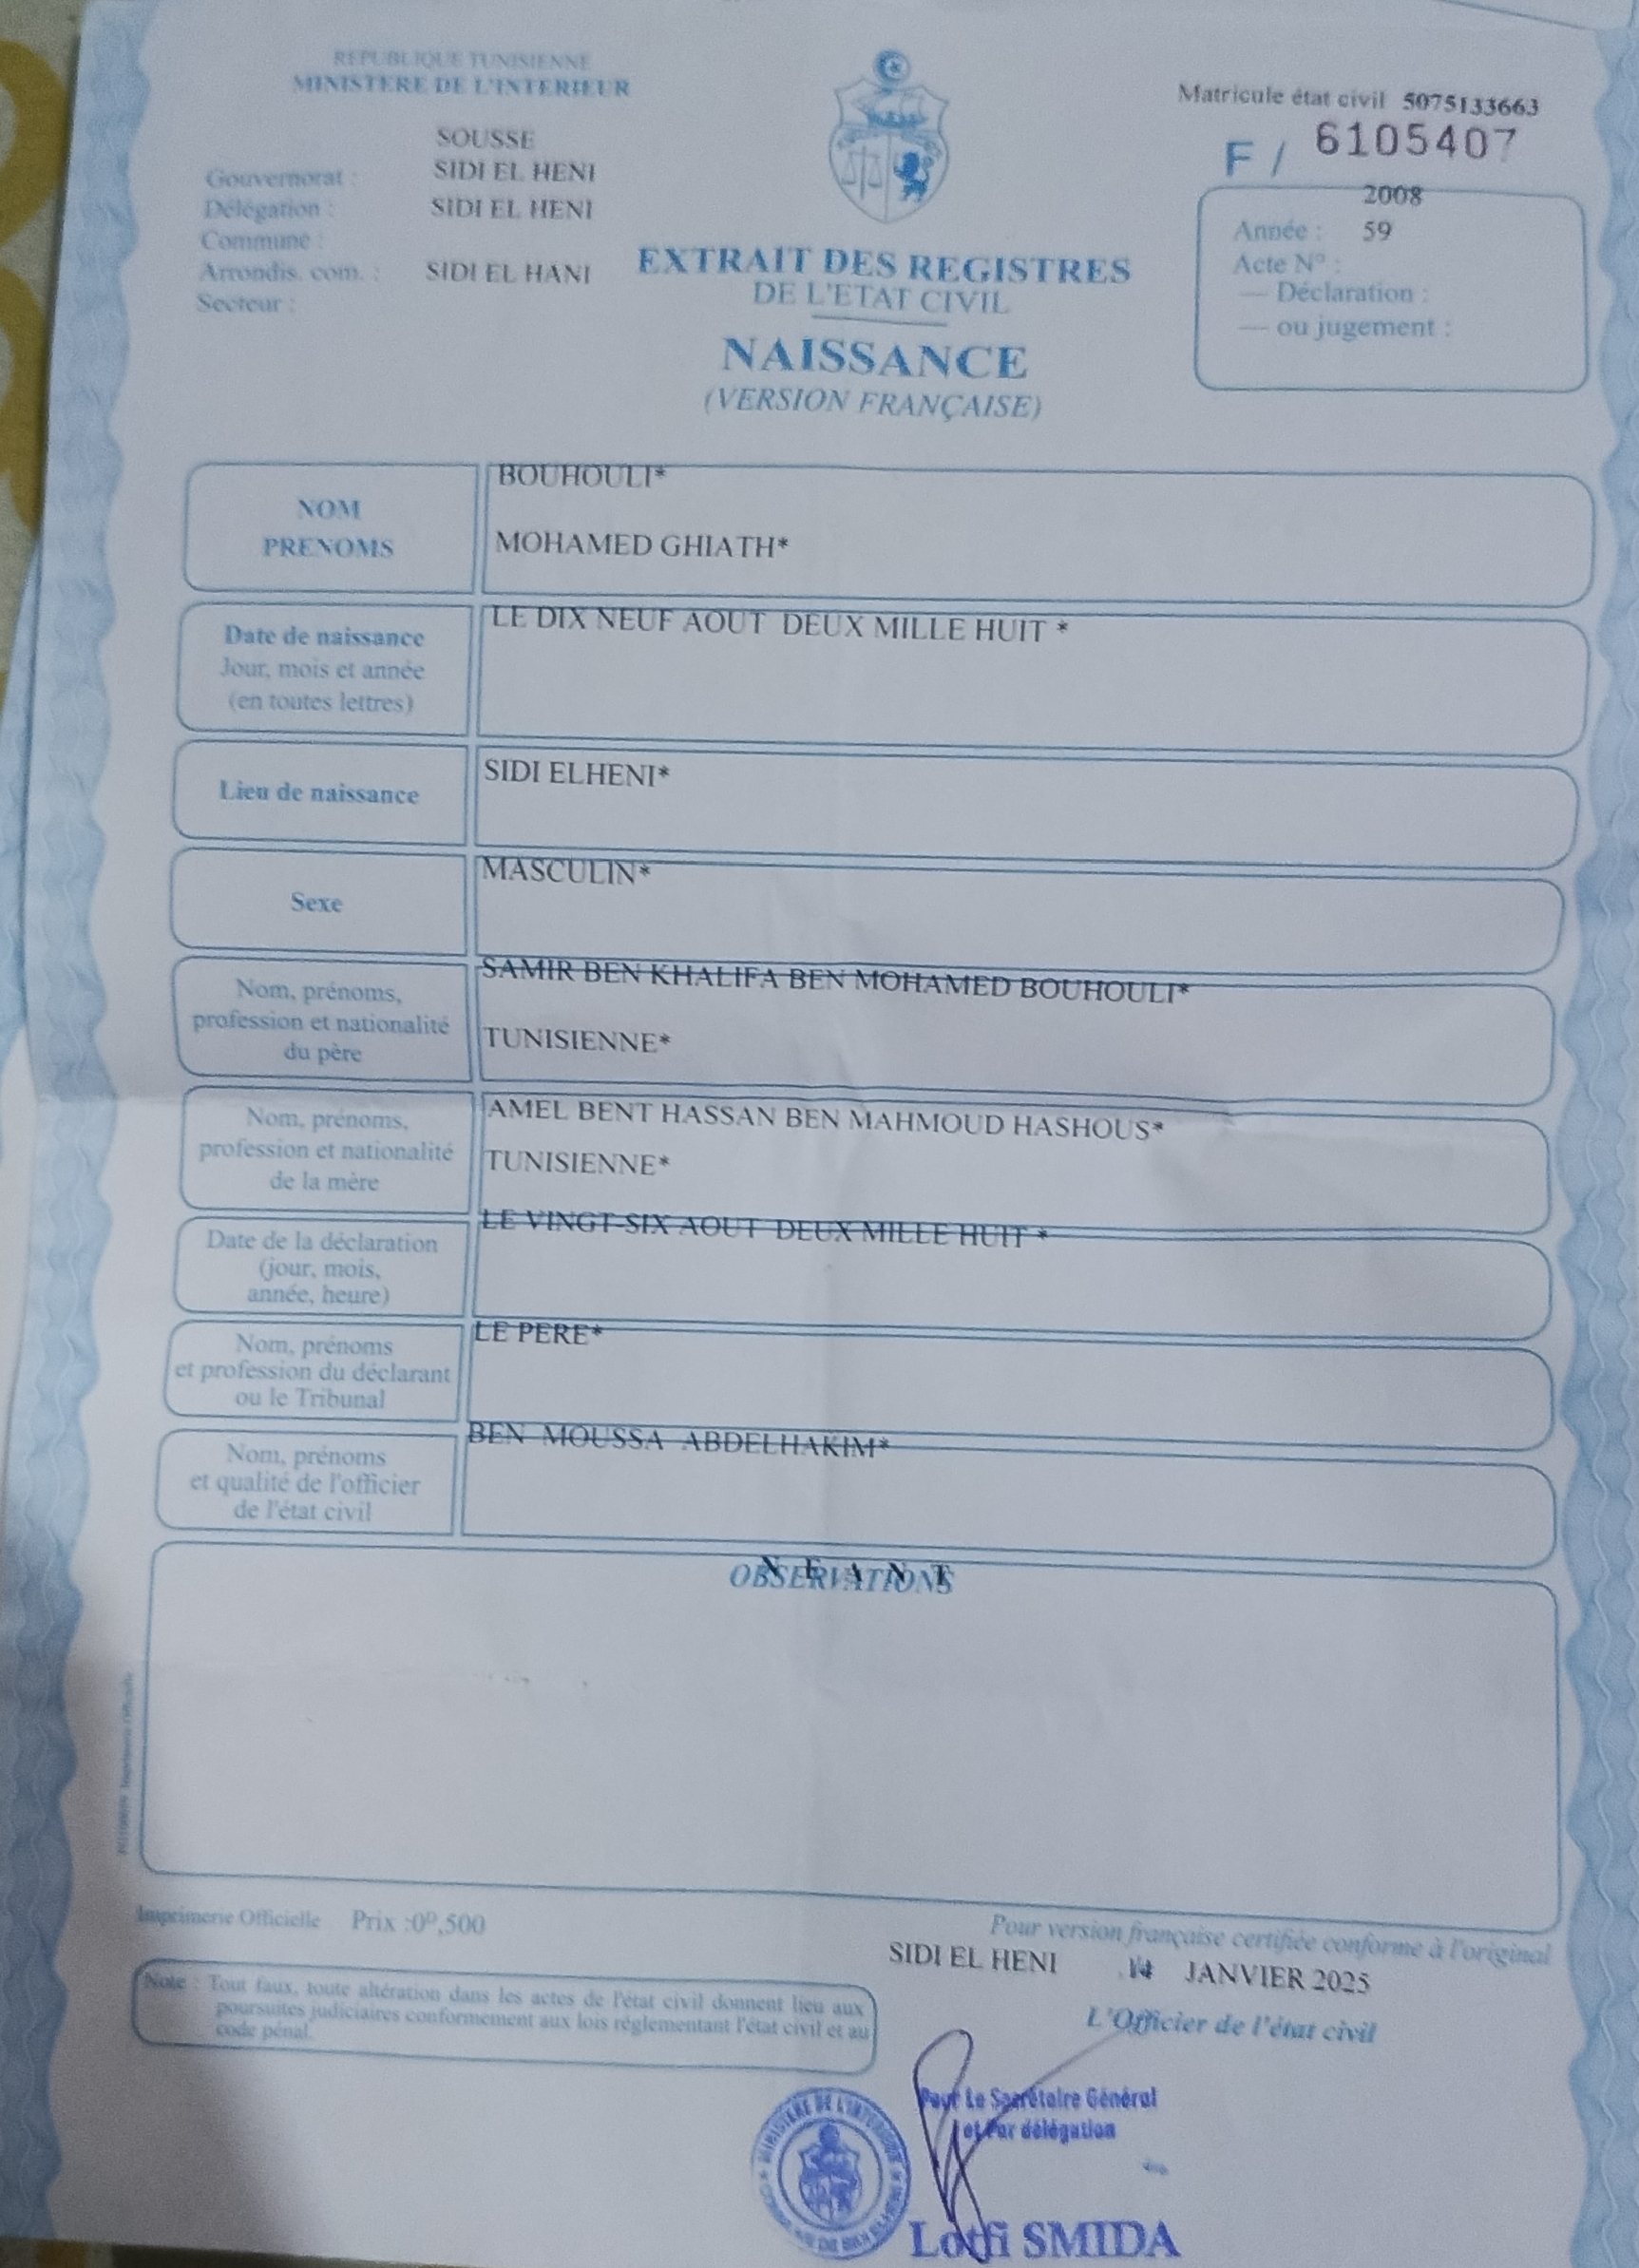 REPUBLIQUE TUNISIENNE
MINISTERE DE L'INTERIEUR
SOUSSE
Gouvernorat : SIDI EL HENI
Délégation : SIDI EL HENI
Commune :
Arrondis. com. : SIDI EL HANI
Secteur :
Matricule état civil 5075133663
F / 6105407
2008
Année : 59
Acte N° :
— Déclaration :
— ou jugement :
EXTRAIT DES REGISTRES
DE L'ETAT CIVIL
NAISSANCE
(VERSION FRANÇAISE)
NOM
PRENOMS
BOUHOULI*
MOHAMED GHIATH*
Date de naissance
Jour, mois et année
(en toutes lettres)
LE DIX NEUF AOUT DEUX MILLE HUIT *
Lieu de naissance
SIDI ELHENI*
Sexe
MASCULIN*
Nom, prénoms,
profession et nationalité
du père
SAMIR BEN KHALIFA BEN MOHAMED BOUHOULI*
TUNISIENNE*
Nom, prénoms,
profession et nationalité
de la mère
AMEL BENT HASSAN BEN MAHMOUD HASHOUS*
TUNISIENNE*
Date de la déclaration
(jour, mois,
année, heure)
LE VINGT-SIX AOUT DEUX MILLE HUIT *
Nom, prénoms
et profession du déclarant
ou le Tribunal
LE PERE*
Nom, prénoms
et qualité de l'officier
de l'état civil
BEN MOUSSA ABDELHAKIM*
OBSERVATIONS
N E A N T
Imprimerie Officielle Prix :0ᴰ,500
Pour version française certifiée conforme à l'original
SIDI EL HENI JANVIER 2025
L'Officier de l'état civil
Note : Tout faux, toute altération dans les actes de l'état civil donnent lieu aux
poursuites judiciaires conformement aux lois réglementant l'état civil et au
code pénal.
Pour Le Secrétaire Général
et Par délégation
Lotfi SMIDA